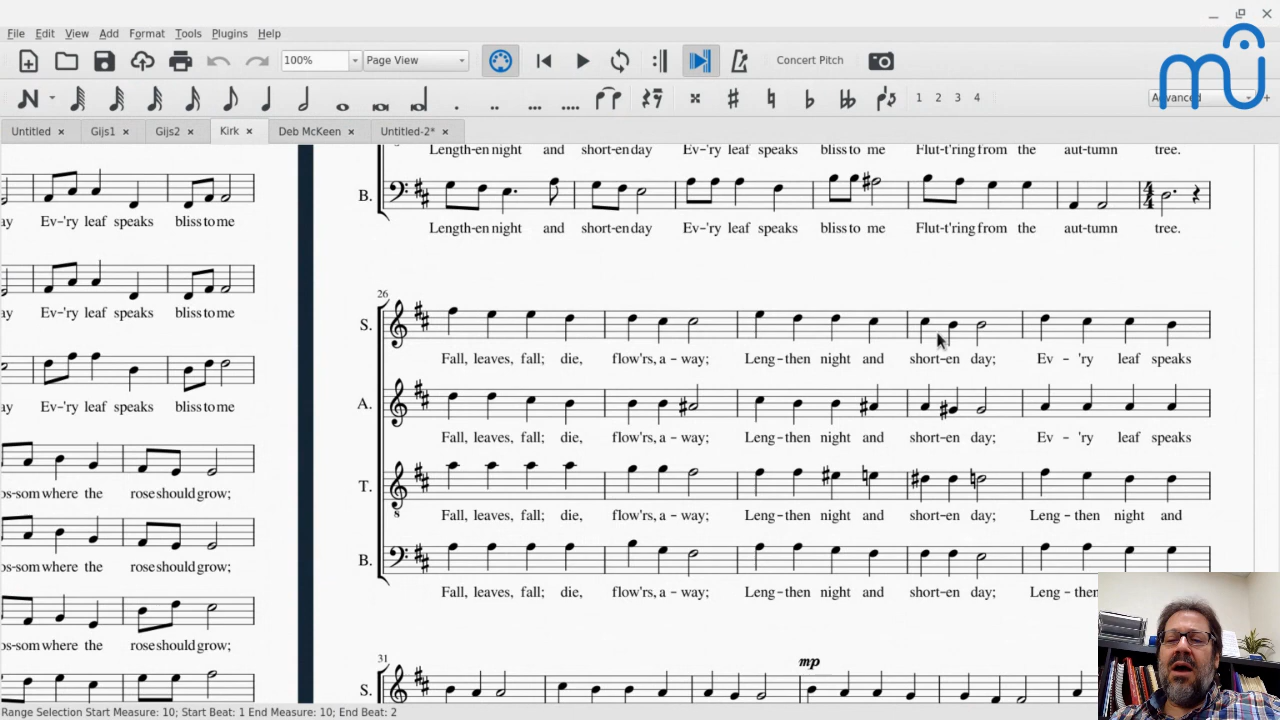 File Edit View Add Format Tools Plugins Help
100% Page View Concert Pitch
1 2 3 4 Advanced +
Untitled × Gijs1 × Gijs2 × Kirk × Deb McKeen × Untitled-2* ×
Length-en night and short-en day Ev-'ry leaf speaks bliss to me Flut-t'ring from the aut-tumn tree.
B.
Length-en night and short-en day Ev-'ry leaf speaks bliss to me Flut-t'ring from the aut-tumn tree.
ay Ev-'ry leaf speaks bliss to me
ay Ev-'ry leaf speaks bliss to me
ay Ev-'ry leaf speaks bliss to me
os-som where the rose should grow;
os-som where the rose should grow;
os-som where the rose should grow;
26
S.
Fall, leaves, fall; die, flow'rs, a - way; Leng - then night and short-en day; Ev - 'ry leaf speaks
A.
Fall, leaves, fall; die, flow'rs, a - way; Leng - then night and short-en day; Ev - 'ry leaf speaks
T.
Fall, leaves, fall; die, flow'rs, a - way; Leng - then night and short-en day; Leng - then night and
B.
Fall, leaves, fall; die, flow'rs, a - way; Leng - then night and short-en day; Leng - then
31
mp
S.
Range Selection Start Measure: 10; Start Beat: 1 End Measure: 10; End Beat: 2